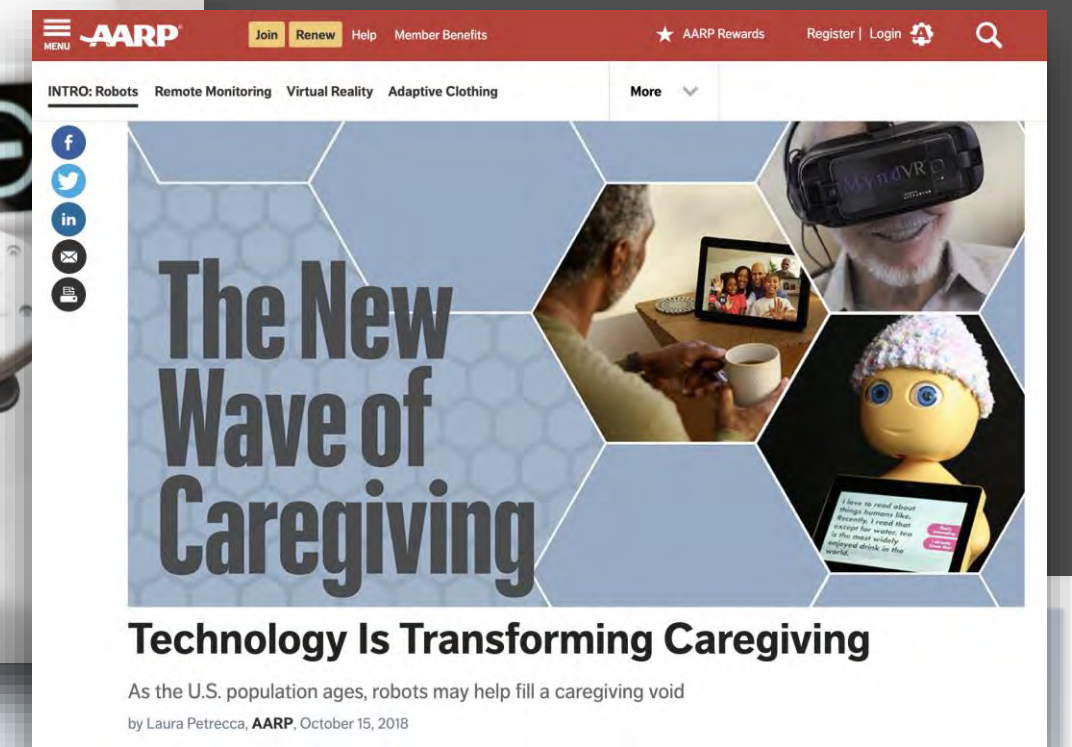 MENU AARP Join Renew Help Member Benefits AARP Rewards Register | Login
INTRO: Robots Remote Monitoring Virtual Reality Adaptive Clothing More
f
in
MyndVR
The New
Wave of
Caregiving
I love to read about
things humans like.
Recently, I read that
except for water, tea
is the most widely
enjoyed drink in the
world.
Technology Is Transforming Caregiving
As the U.S. population ages, robots may help fill a caregiving void
by Laura Petrecca, AARP, October 15, 2018